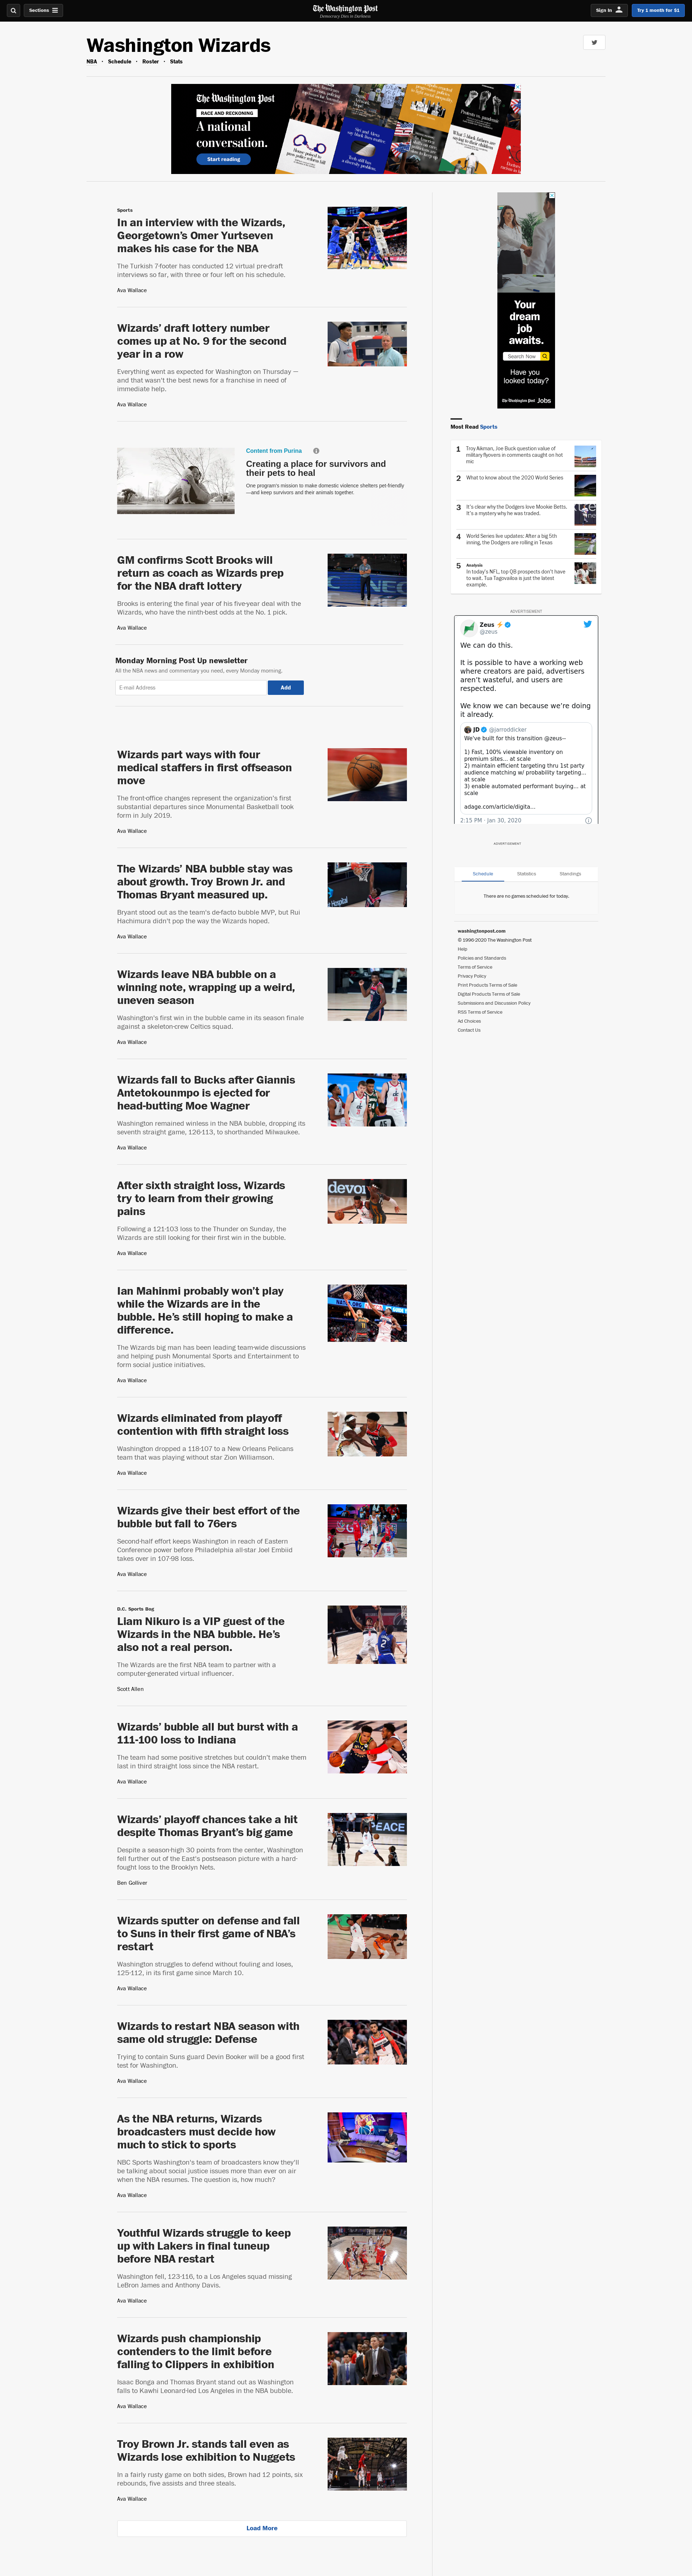 Sections
The Washington Post
Democracy Dies in Darkness
Sign In
Try 1 month for $1
Washington Wizards
NBA • Schedule • Roster • Stats
The Washington Post
RACE AND RECKONING
A national
conversation.
Start reading
Sports
In an interview with the Wizards,
Georgetown's Omer Yurtseven
makes his case for the NBA
The Turkish 7-footer has conducted 12 virtual pre-draft
interviews so far, with three or four left on his schedule.
Ava Wallace
Wizards' draft lottery number
comes up at No. 9 for the second
year in a row
Everything went as expected for Washington on Thursday —
and that wasn't the best news for a franchise in need of
immediate help.
Ava Wallace
Content from Purina
Creating a place for survivors and
their pets to heal
One program's mission to make domestic violence shelters pet-friendly
—and keep survivors and their animals together.
GM confirms Scott Brooks will
return as coach as Wizards prep
for the NBA draft lottery
Brooks is entering the final year of his five-year deal with the
Wizards, who have the ninth-best odds at the No. 1 pick.
Ava Wallace
Monday Morning Post Up newsletter
All the NBA news and commentary you need, every Monday morning.
E-mail Address
Add
Wizards part ways with four
medical staffers in first offseason
move
The front-office changes represent the organization's first
substantial departures since Monumental Basketball took
form in July 2019.
Ava Wallace
The Wizards' NBA bubble stay was
about growth. Troy Brown Jr. and
Thomas Bryant measured up.
Bryant stood out as the team's de-facto bubble MVP, but Rui
Hachimura didn't pop the way the Wizards hoped.
Ava Wallace
Wizards leave NBA bubble on a
winning note, wrapping up a weird,
uneven season
Washington's first win in the bubble came in its season finale
against a skeleton-crew Celtics squad.
Ava Wallace
Wizards fall to Bucks after Giannis
Antetokounmpo is ejected for
head-butting Moe Wagner
Washington remained winless in the NBA bubble, dropping its
seventh straight game, 126-113, to shorthanded Milwaukee.
Ava Wallace
After sixth straight loss, Wizards
try to learn from their growing
pains
Following a 121-103 loss to the Thunder on Sunday, the
Wizards are still looking for their first win in the bubble.
Ava Wallace
Ian Mahinmi probably won't play
while the Wizards are in the
bubble. He's still hoping to make a
difference.
The Wizards big man has been leading team-wide discussions
and helping push Monumental Sports and Entertainment to
form social justice initiatives.
Ava Wallace
Wizards eliminated from playoff
contention with fifth straight loss
Washington dropped a 118-107 to a New Orleans Pelicans
team that was playing without star Zion Williamson.
Ava Wallace
Wizards give their best effort of the
bubble but fall to 76ers
Second-half effort keeps Washington in reach of Eastern
Conference power before Philadelphia all-star Joel Embiid
takes over in 107-98 loss.
Ava Wallace
D.C. Sports Bog
Liam Nikuro is a VIP guest of the
Wizards in the NBA bubble. He's
also not a real person.
The Wizards are the first NBA team to partner with a
computer-generated virtual influencer.
Scott Allen
Wizards' bubble all but burst with a
111-100 loss to Indiana
The team had some positive stretches but couldn't make them
last in third straight loss since the NBA restart.
Ava Wallace
Wizards' playoff chances take a hit
despite Thomas Bryant's big game
Despite a season-high 30 points from the center, Washington
fell further out of the East's postseason picture with a hard-
fought loss to the Brooklyn Nets.
Ben Golliver
Wizards sputter on defense and fall
to Suns in their first game of NBA's
restart
Washington struggles to defend without fouling and loses,
125-112, in its first game since March 10.
Ava Wallace
Wizards to restart NBA season with
same old struggle: Defense
Trying to contain Suns guard Devin Booker will be a good first
test for Washington.
Ava Wallace
As the NBA returns, Wizards
broadcasters must decide how
much to stick to sports
NBC Sports Washington's team of broadcasters know they'll
be talking about social justice issues more than ever on air
when the NBA resumes. The question is, how much?
Ava Wallace
Youthful Wizards struggle to keep
up with Lakers in final tuneup
before NBA restart
Washington fell, 123-116, to a Los Angeles squad missing
LeBron James and Anthony Davis.
Ava Wallace
Wizards push championship
contenders to the limit before
falling to Clippers in exhibition
Isaac Bonga and Thomas Bryant stand out as Washington
falls to Kawhi Leonard-led Los Angeles in the NBA bubble.
Ava Wallace
Troy Brown Jr. stands tall even as
Wizards lose exhibition to Nuggets
In a fairly rusty game on both sides, Brown had 12 points, six
rebounds, five assists and three steals.
Ava Wallace
Load More
Your
dream
job
awaits.
Search Now
Have you
looked today?
The Washington Post Jobs
Most Read Sports
1 Troy Aikman, Joe Buck question value of
military flyovers in comments caught on hot
mic
2 What to know about the 2020 World Series
3 It's clear why the Dodgers love Mookie Betts.
It's a mystery why he was traded.
4 World Series live updates: After a big 5th
inning, the Dodgers are rolling in Texas
5 Analysis
In today's NFL, top QB prospects don't have
to wait. Tua Tagovailoa is just the latest
example.
ADVERTISEMENT
Zeus
@zeus
We can do this.
It is possible to have a working web
where creators are paid, advertisers
aren't wasteful, and users are
respected.
We know we can because we're doing
it already.
JD @jarroddicker
We've built for this transition @zeus--
1) Fast, 100% viewable inventory on
premium sites... at scale
2) maintain efficient targeting thru 1st party
audience matching w/ probability targeting...
at scale
3) enable automated performant buying... at
scale
adage.com/article/digita...
2:15 PM · Jan 30, 2020
ADVERTISEMENT
Schedule Statistics Standings
There are no games scheduled for today.
washingtonpost.com
© 1996-2020 The Washington Post
Help
Policies and Standards
Terms of Service
Privacy Policy
Print Products Terms of Sale
Digital Products Terms of Sale
Submissions and Discussion Policy
RSS Terms of Service
Ad Choices
Contact Us